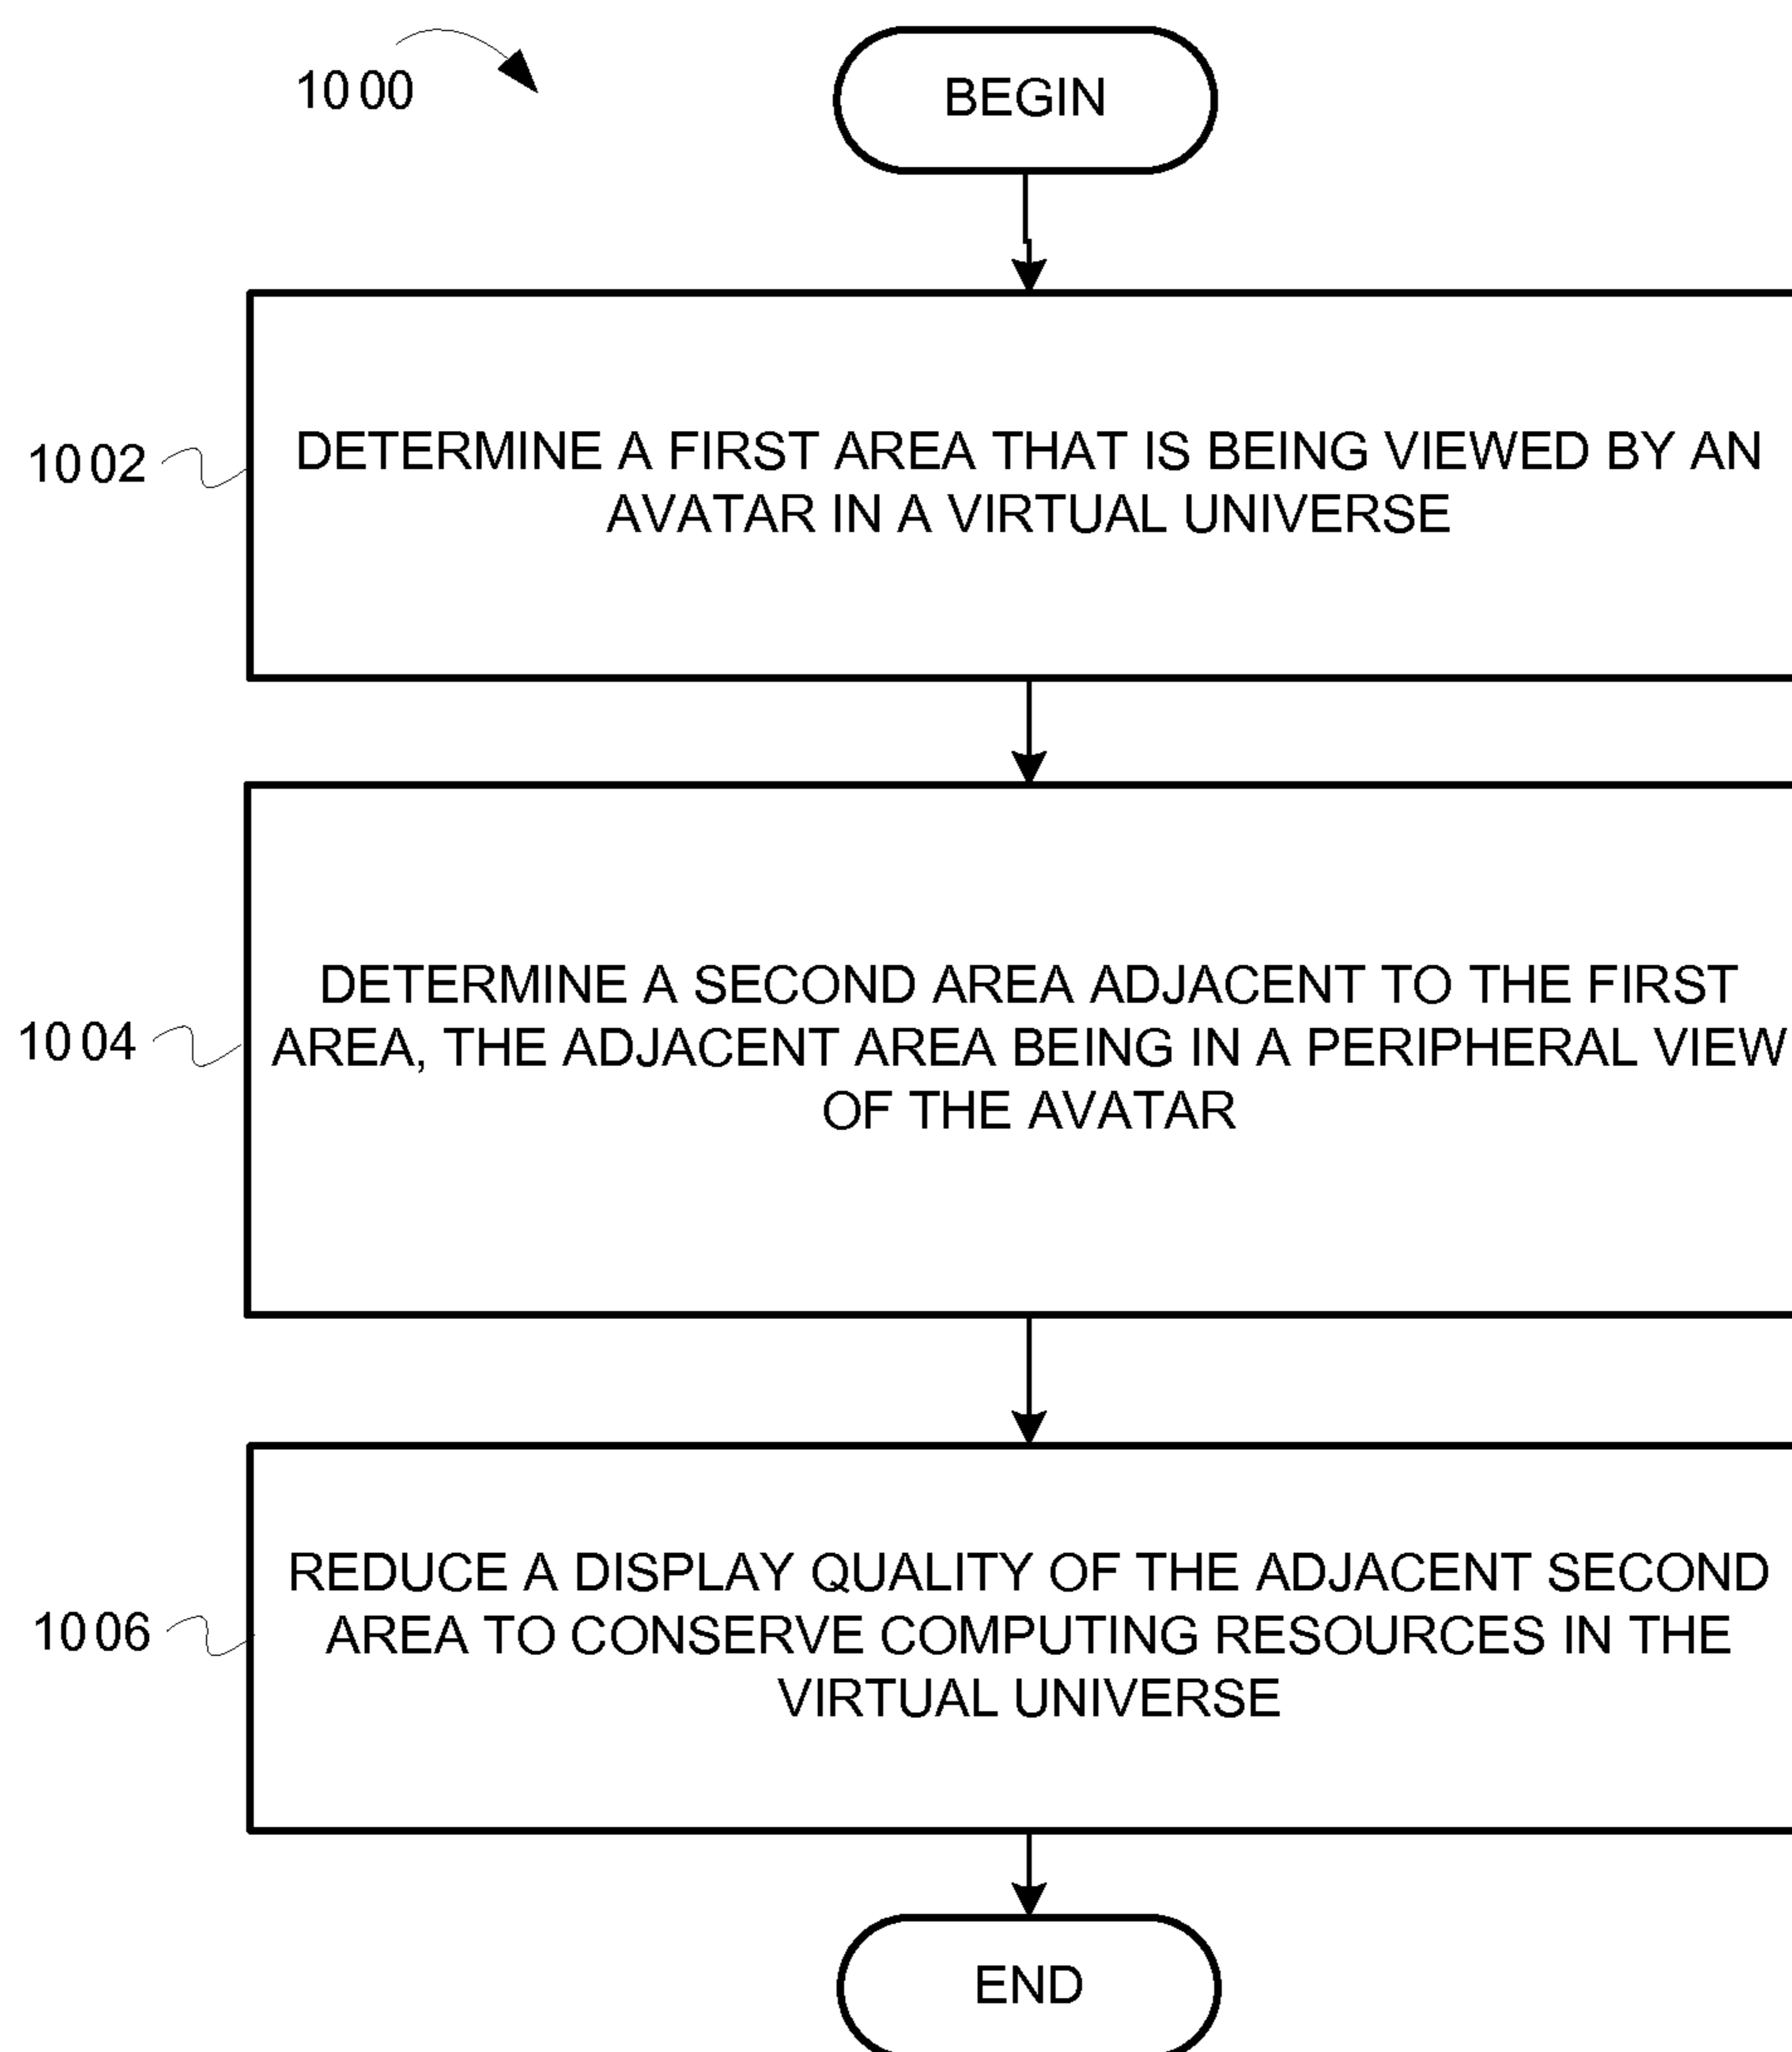 1000
BEGIN
1002
DETERMINE A FIRST AREA THAT IS BEING VIEWED BY AN
AVATAR IN A VIRTUAL UNIVERSE
1004
DETERMINE A SECOND AREA ADJACENT TO THE FIRST
AREA, THE ADJACENT AREA BEING IN A PERIPHERAL VIEW
OF THE AVATAR
1006
REDUCE A DISPLAY QUALITY OF THE ADJACENT SECOND
AREA TO CONSERVE COMPUTING RESOURCES IN THE
VIRTUAL UNIVERSE
END